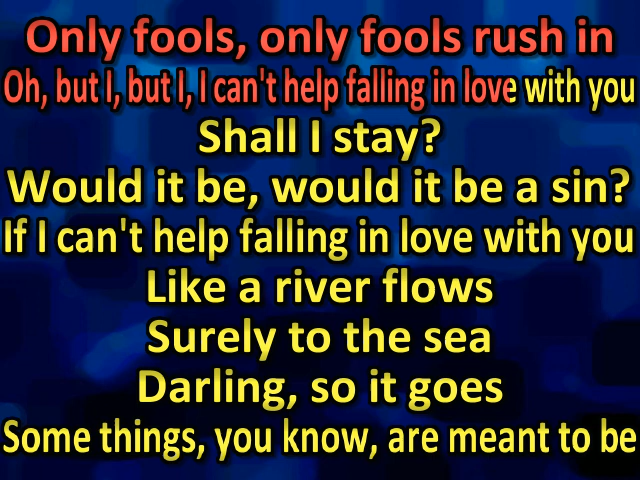 Only fools, only fools rush in
Oh, but I, but I, I can't help falling in love with you
Shall I stay?
Would it be, would it be a sin?
If I can't help falling in love with you
Like a river flows
Surely to the sea
Darling, so it goes
Some things, you know, are meant to be